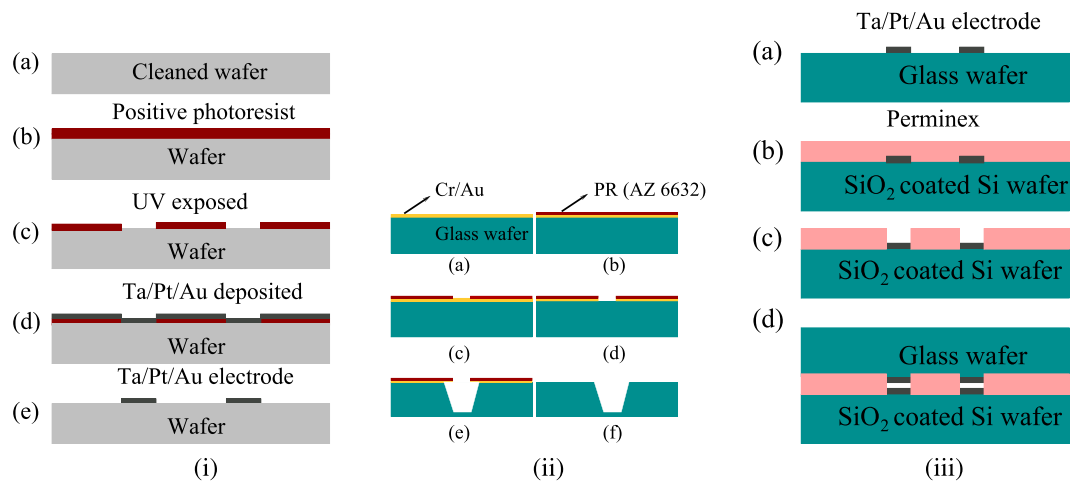 (a)
Cleaned wafer
Positive photoresist
(b)
Wafer
UV exposed
(c)
Wafer
Ta/Pt/Au deposited
(d)
Wafer
Ta/Pt/Au electrode
(e)
Wafer
(i)
Cr/Au
PR (AZ 6632)
Glass wafer
(a)
(b)
(c)
(d)
(e)
(f)
(ii)
Ta/Pt/Au electrode
(a)
Glass wafer
Perminex
(b)
SiO₂ coated Si wafer
(c)
SiO₂ coated Si wafer
(d)
Glass wafer
SiO₂ coated Si wafer
(iii)